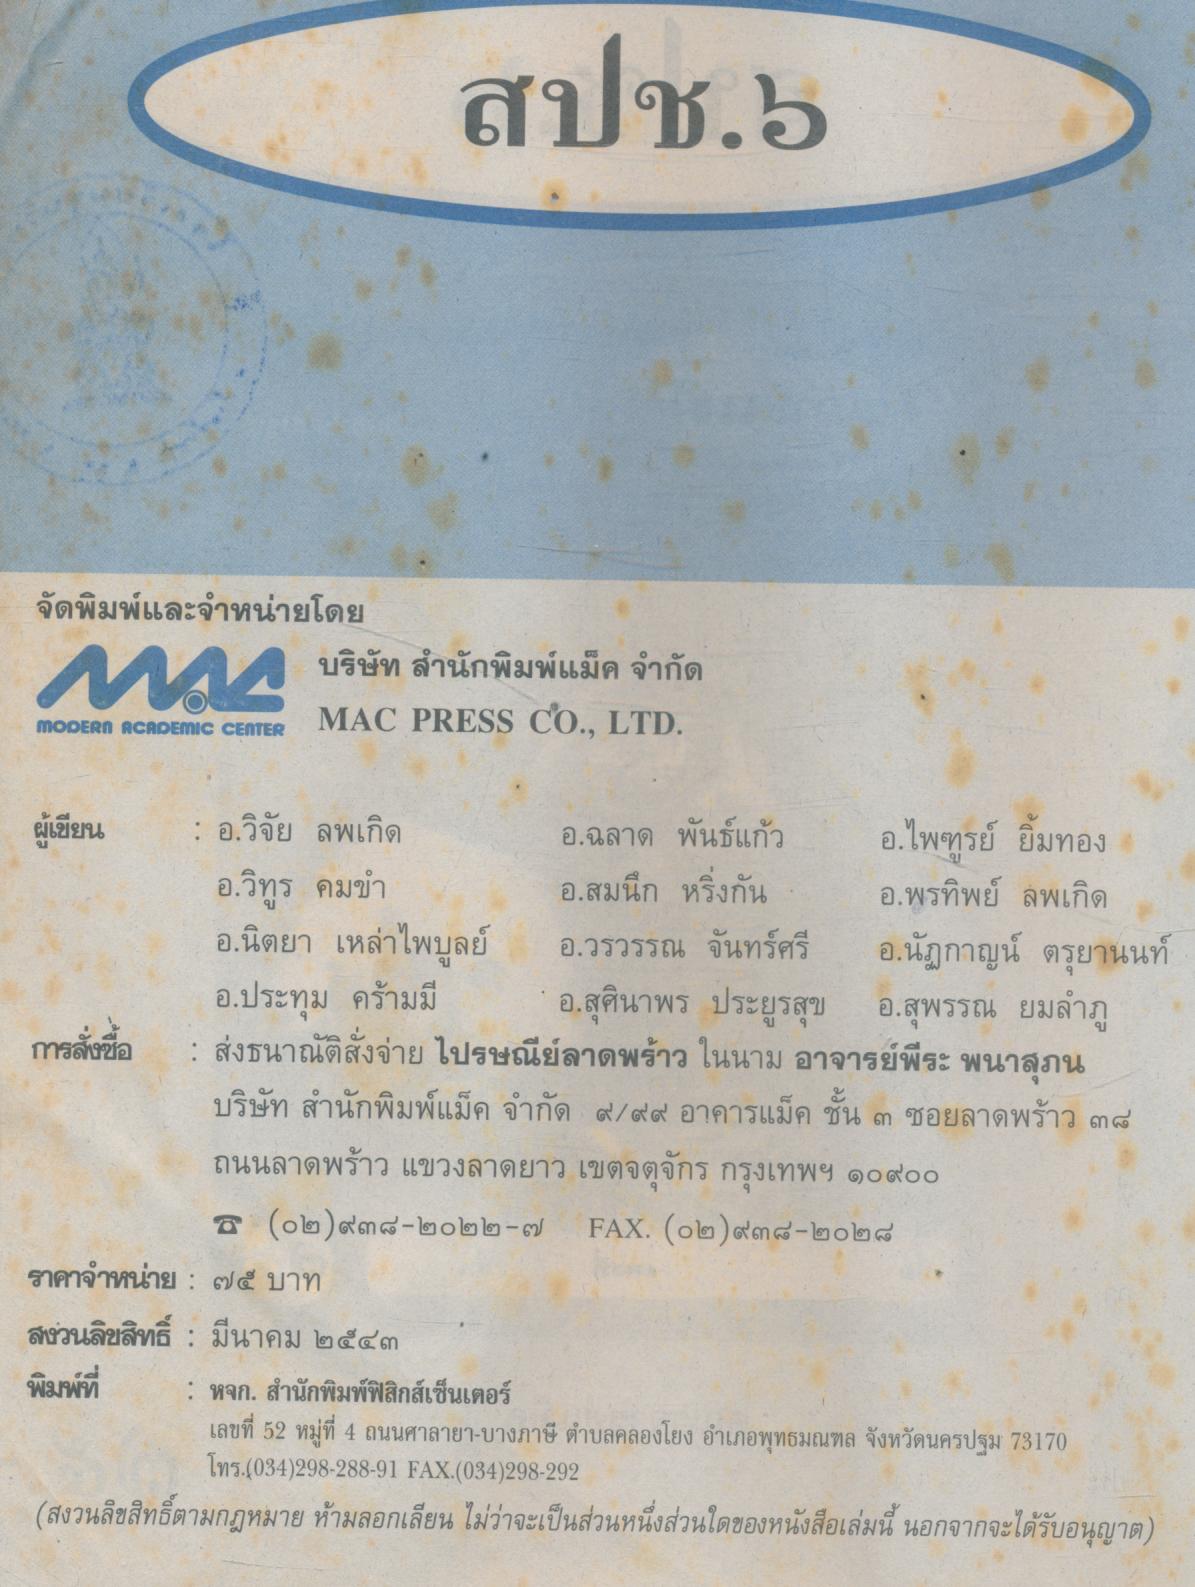 สปช.๖
จัดพิมพ์และจำหน่ายโดย
MAC
MODERN ACADEMIC CENTER
บริษัท สำนักพิมพ์แม็ค จำกัด
MAC PRESS CO., LTD.
ผู้เขียน : อ.วิจัย ลพเกิด อ.ฉลาด พันธ์แก้ว อ.ไพฑูรย์ ยิ้มทอง
อ.วิทูร คมขำ อ.สมนึก หริ่งกัน อ.พรทิพย์ ลพเกิด
อ.นิตยา เหล่าไพบูลย์ อ.วรวรรณ จันทร์ศรี อ.นัฏกาญน์ ตรุยานนท์
อ.ประทุม คร้ามมี อ.สุศินาพร ประยูรสุข อ.สุพรรณ ยมลำภู
การสั่งซื้อ : ส่งธนาณัติสั่งจ่าย ไปรษณีย์ลาดพร้าว ในนาม อาจารย์พีระ พนาสุภน
บริษัท สำนักพิมพ์แม็ค จำกัด ๙/๙๙ อาคารแม็ค ชั้น ๓ ซอยลาดพร้าว ๓๘
ถนนลาดพร้าว แขวงลาดยาว เขตจตุจักร กรุงเทพฯ ๑๐๙๐๐
☎ (๐๒)๙๓๘-๒๐๒๒-๗ FAX. (๐๒)๙๓๘-๒๐๒๘
ราคาจำหน่าย : ๗๕ บาท
สงวนลิขสิทธิ์ : มีนาคม ๒๕๔๓
พิมพ์ที่ : หจก. สำนักพิมพ์ฟิสิกส์เซ็นเตอร์
เลขที่ 52 หมู่ที่ 4 ถนนศาลายา-บางภาษี ตำบลคลองโยง อำเภอพุทธมณฑล จังหวัดนครปฐม 73170
โทร.(034)298-288-91 FAX.(034)298-292
(สงวนลิขสิทธิ์ตามกฎหมาย ห้ามลอกเลียน ไม่ว่าจะเป็นส่วนหนึ่งส่วนใดของหนังสือเล่มนี้ นอกจากจะได้รับอนุญาต)